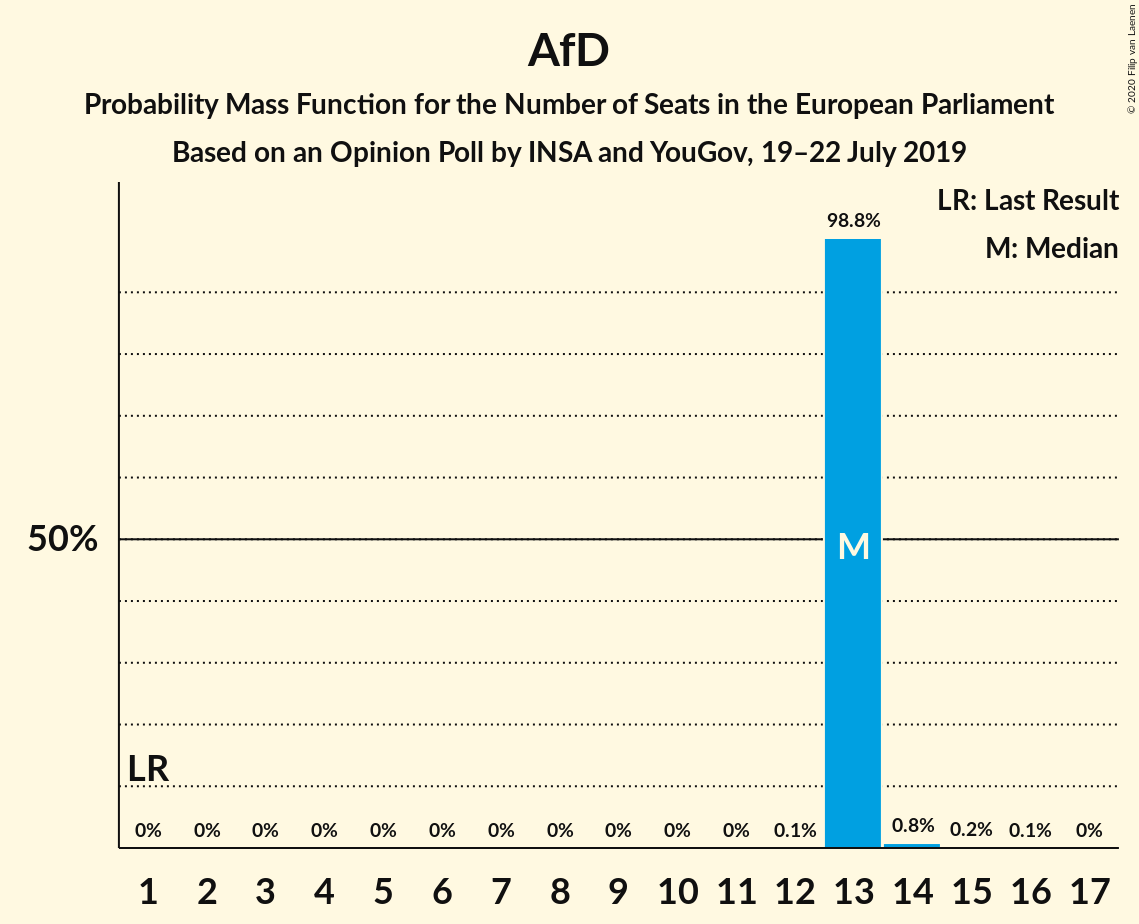 AfD
Probability Mass Function for the Number of Seats in the European Parliament
Based on an Opinion Poll by INSA and YouGov, 19–22 July 2019
© 2020 Filip van Laenen
LR: Last Result
M: Median
98.8%
50%
M
LR
0% 0% 0% 0% 0% 0% 0% 0% 0% 0% 0% 0.1% 0.8% 0.2% 0.1% 0%
1 2 3 4 5 6 7 8 9 10 11 12 13 14 15 16 17